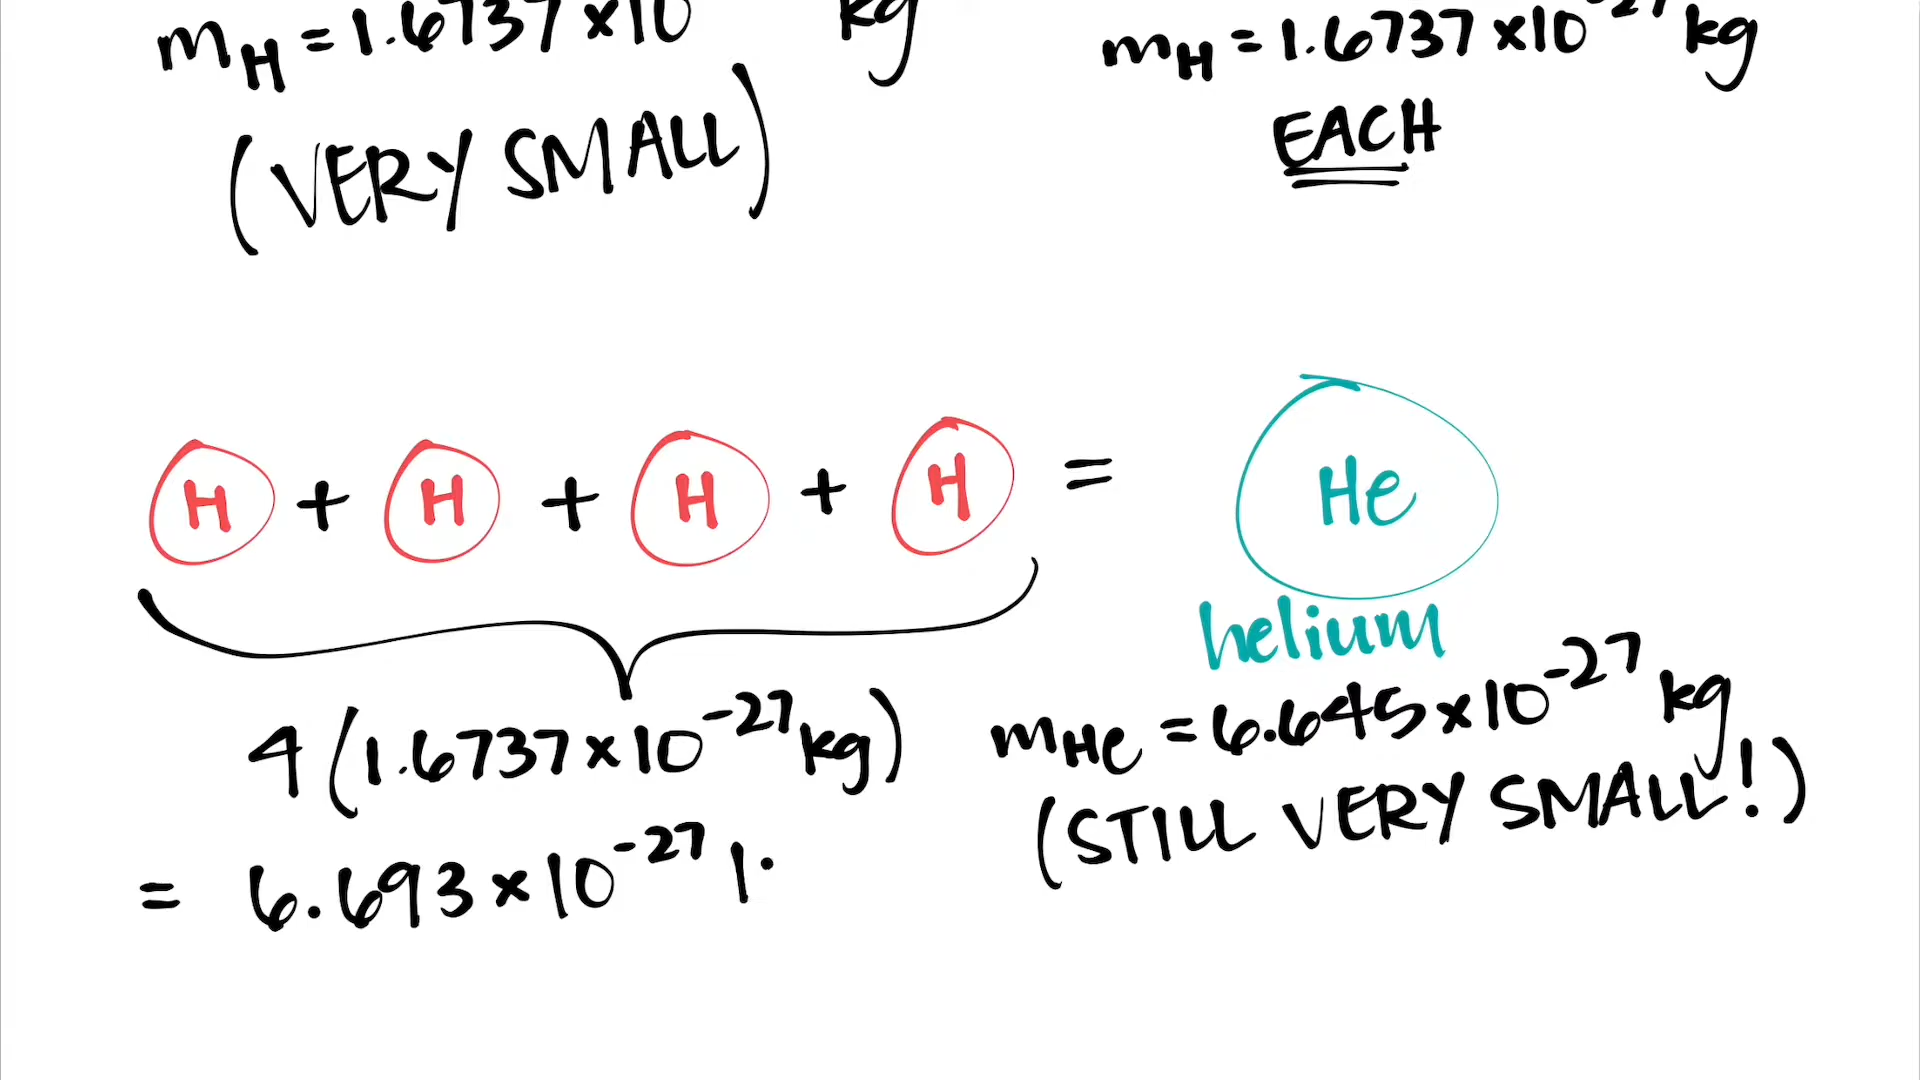 m_H = 1.6737 x10 kg
(VERY SMALL)
m_H = 1.6737 x10^-27 kg
EACH
H + H + H + H = He
helium
4(1.6737 x 10^-27 kg)
= 6.693 x 10^-27
m_He = 6.645 x 10^-27 kg
(STILL VERY SMALL!)